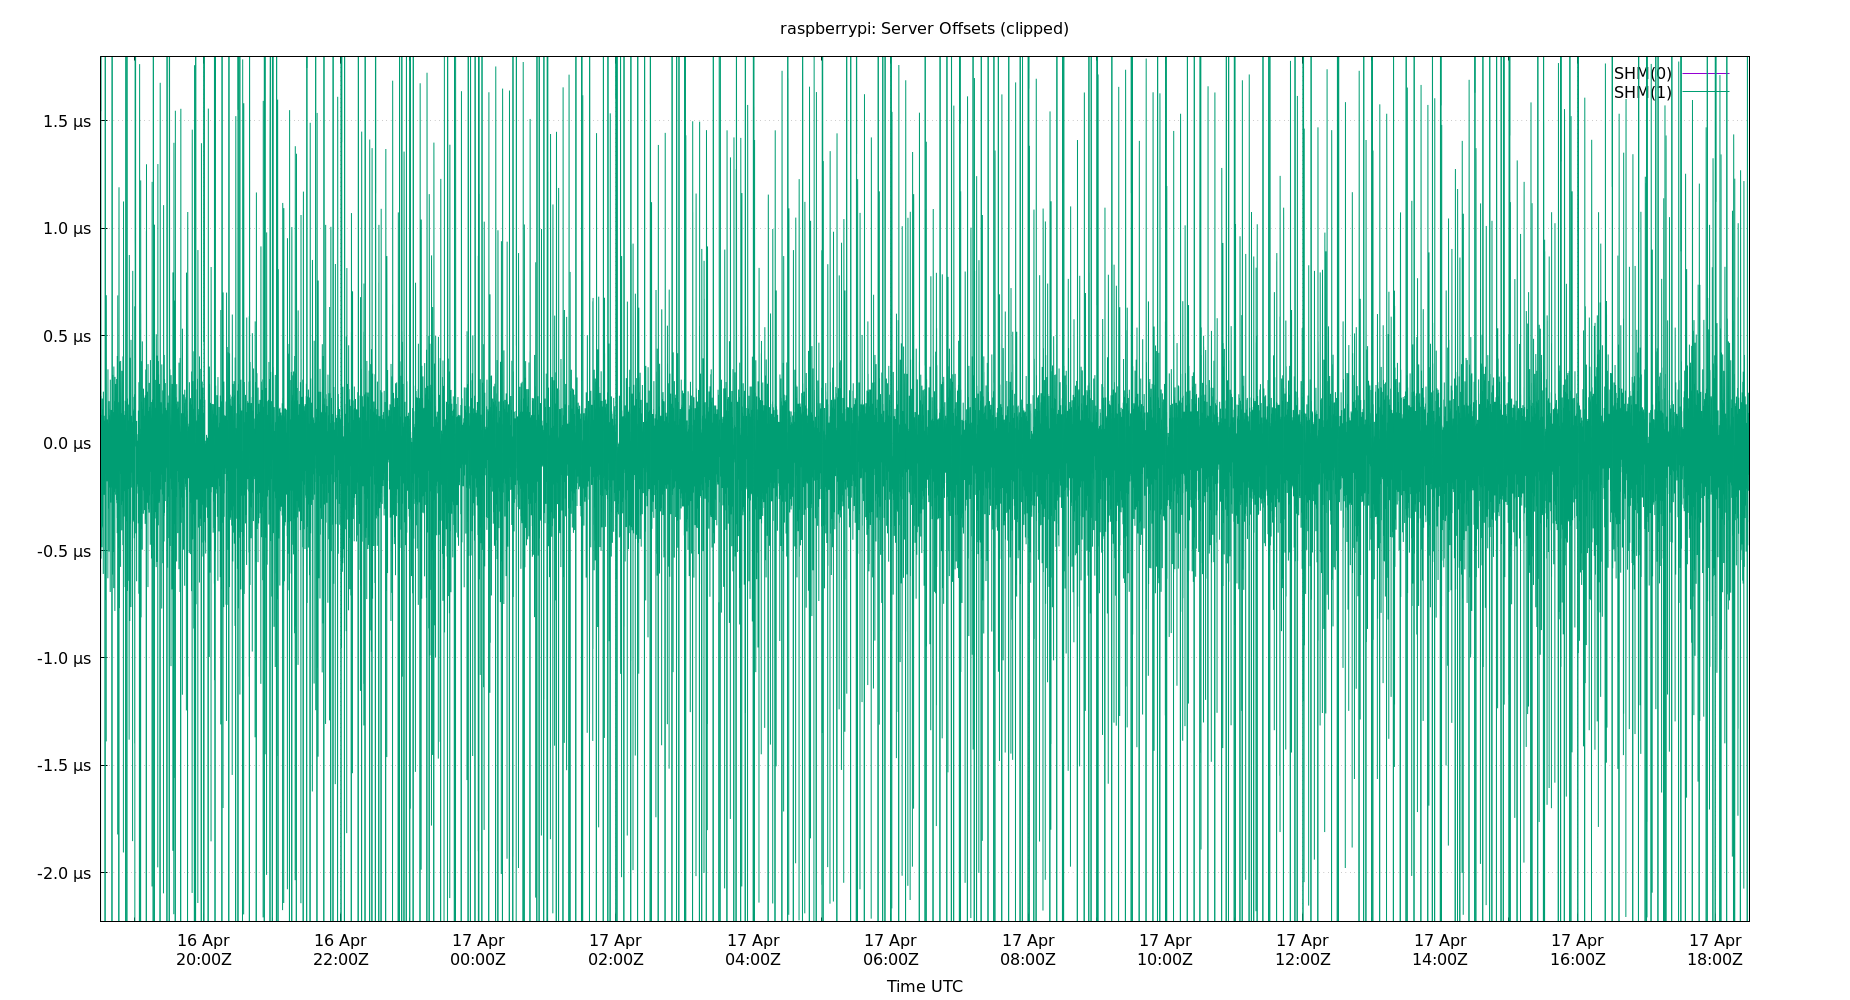 raspberrypi: Server Offsets (clipped)
SHM(0)
SHM(1)
1.5 µs
1.0 µs
0.5 µs
0.0 µs
-0.5 µs
-1.0 µs
-1.5 µs
-2.0 µs
16 Apr 16 Apr 17 Apr 17 Apr 17 Apr 17 Apr 17 Apr 17 Apr 17 Apr 17 Apr 17 Apr 17 Apr
20:00Z 22:00Z 00:00Z 02:00Z 04:00Z 06:00Z 08:00Z 10:00Z 12:00Z 14:00Z 16:00Z 18:00Z
Time UTC